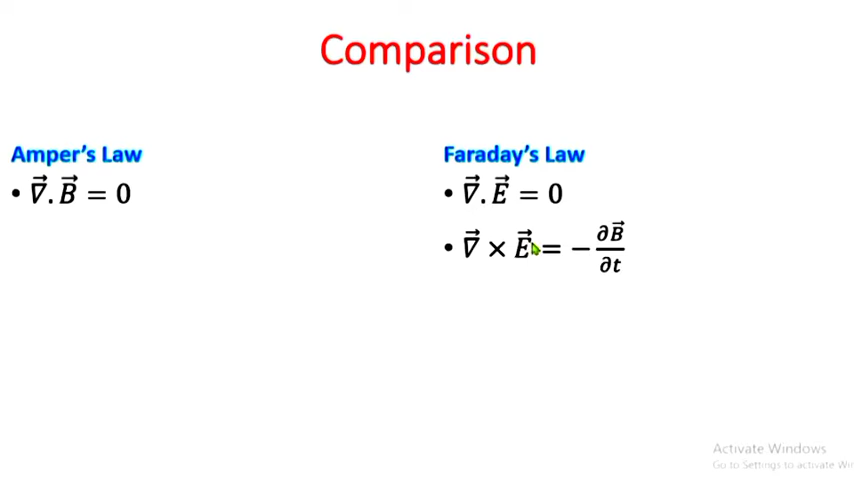 Comparison
Amper's Law
• ∇⃗. B⃗ = 0
Faraday's Law
• ∇⃗. E⃗ = 0
• ∇⃗ × E⃗ = − ∂B⃗/∂t
Activate Windows
Go to Settings to activate Wi